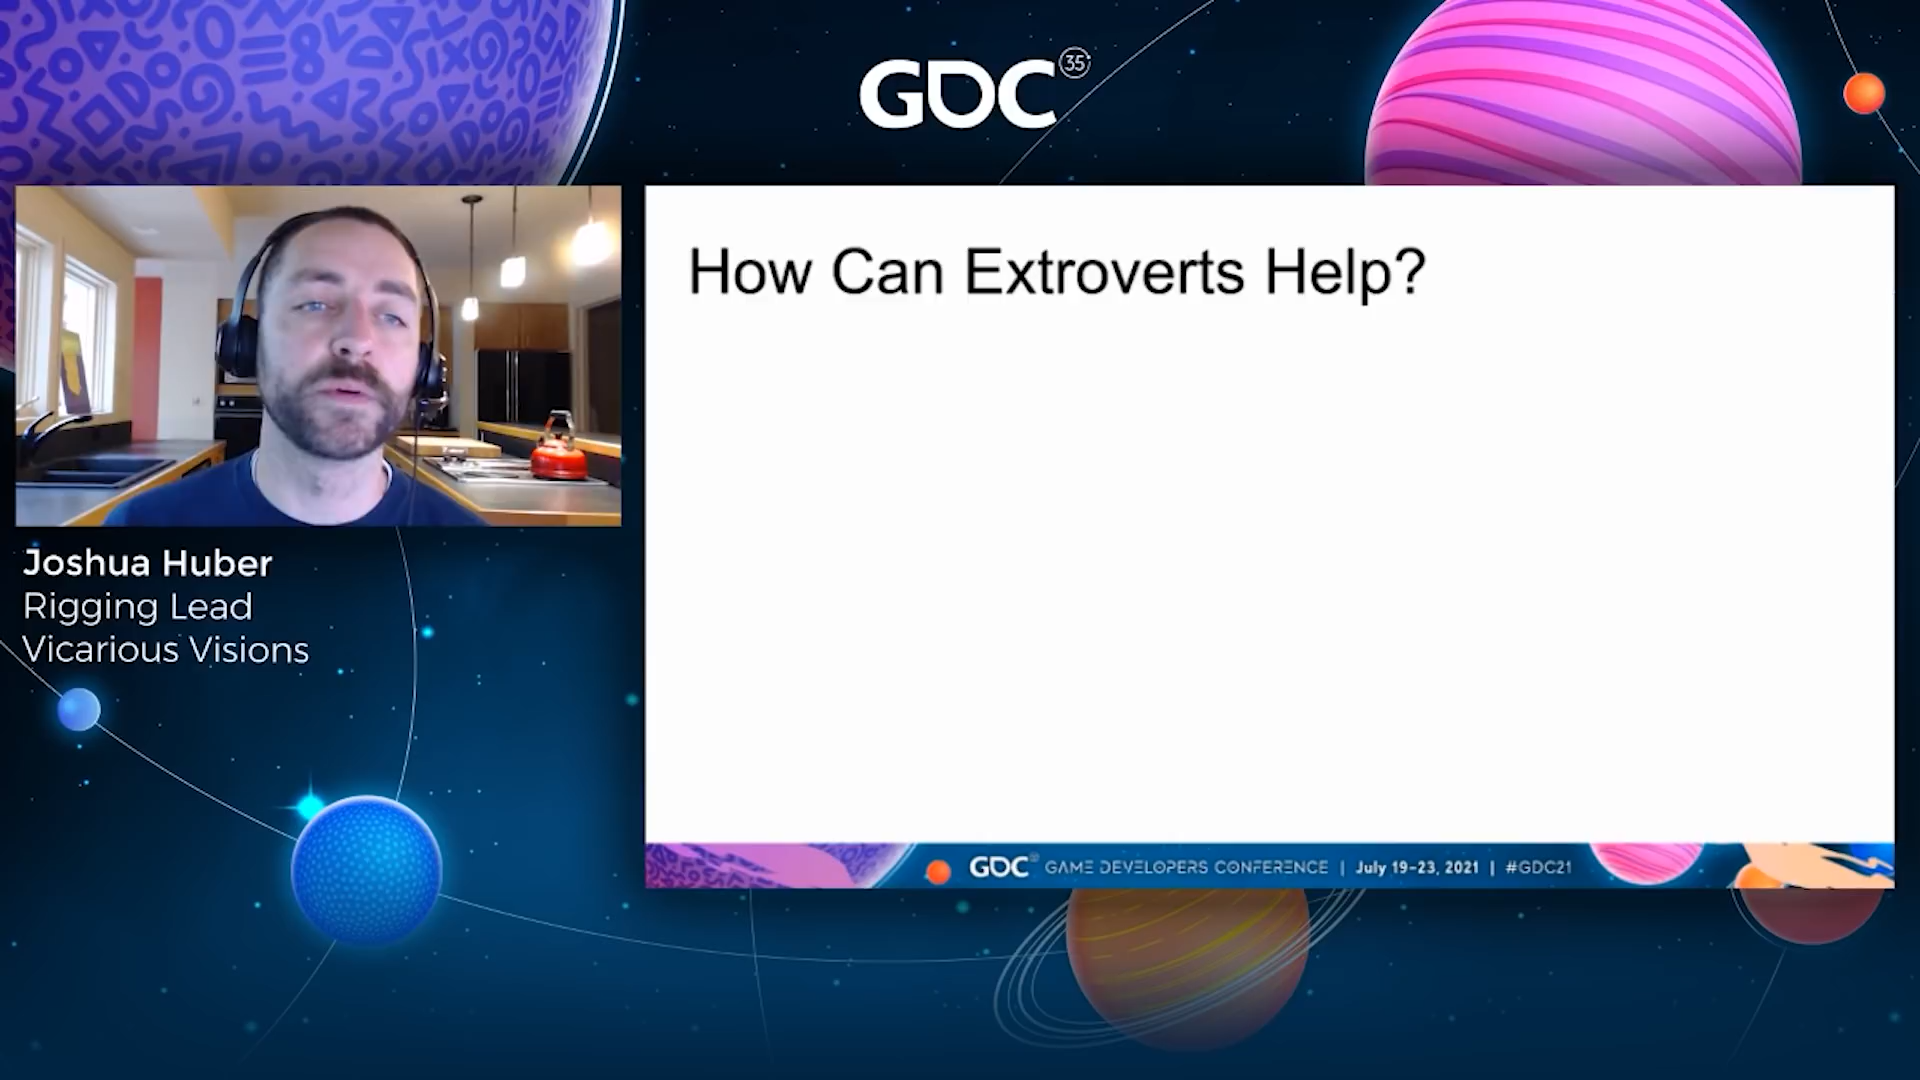 GDC 35
How Can Extroverts Help?
Joshua Huber
Rigging Lead
Vicarious Visions
GDC GAME DEVELOPERS CONFERENCE | July 19-23, 2021 | #GDC21